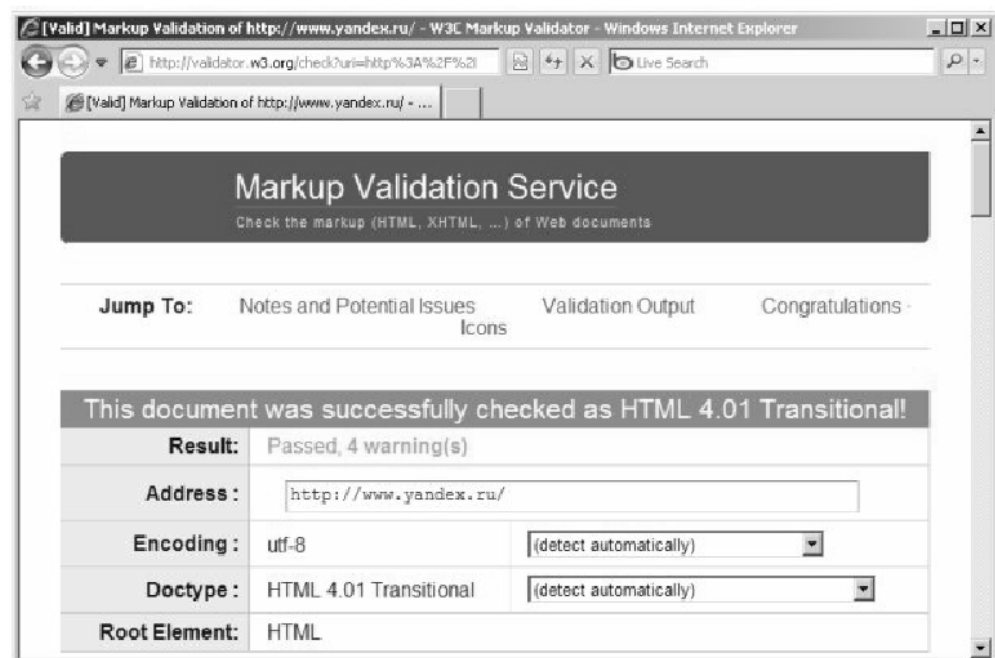 [Valid] Markup Validation of http://www.yandex.ru/ - W3C Markup Validator - Windows Internet Explorer
http://validator.w3.org/check?uri=http%3A%2F%2
Live Search
[Valid] Markup Validation of http://www.yandex.ru/ - ...
Markup Validation Service
Check the markup (HTML, XHTML, ...) of Web documents
Jump To: Notes and Potential Issues Validation Output Congratulations ·
Icons
This document was successfully checked as HTML 4.01 Transitional!
Result: Passed, 4 warning(s)
Address : http://www.yandex.ru/
Encoding : utf-8 (detect automatically)
Doctype : HTML 4.01 Transitional (detect automatically)
Root Element: HTML